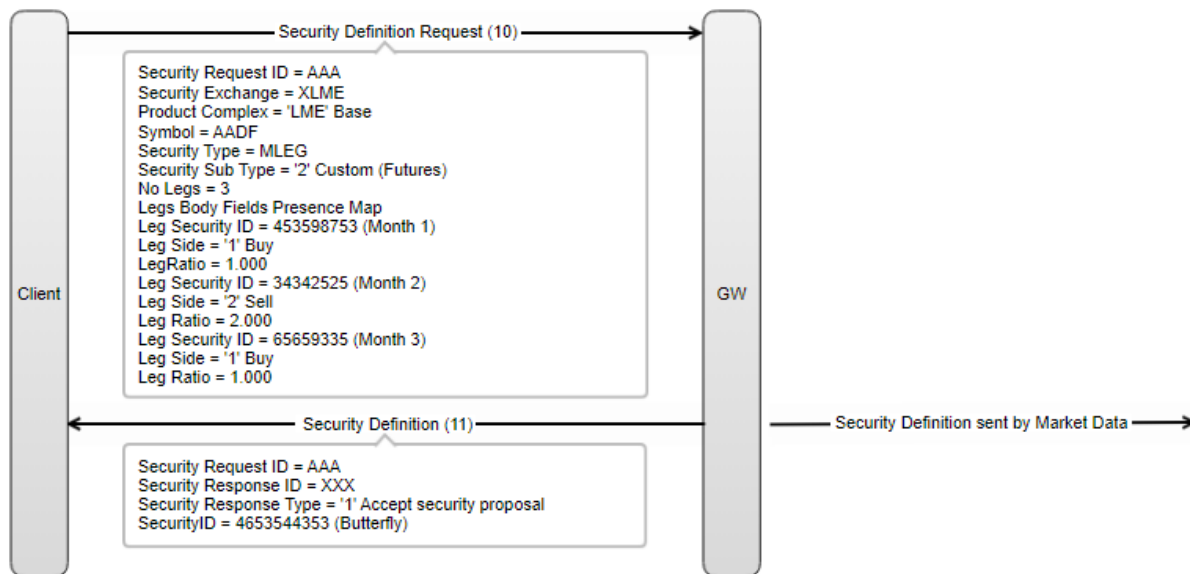 Security Definition Request (10)
Security Request ID = AAA
Security Exchange = XLME
Product Complex = 'LME' Base
Symbol = AADF
Security Type = MLEG
Security Sub Type = '2' Custom (Futures)
No Legs = 3
Legs Body Fields Presence Map
Leg Security ID = 453598753 (Month 1)
Leg Side = '1' Buy
LegRatio = 1.000
Leg Security ID = 34342525 (Month 2)
Leg Side = '2' Sell
Leg Ratio = 2.000
Leg Security ID = 65659335 (Month 3)
Leg Side = '1' Buy
Leg Ratio = 1.000
Client
GW
Security Definition (11)
Security Definition sent by Market Data
Security Request ID = AAA
Security Response ID = XXX
Security Response Type = '1' Accept security proposal
SecurityID = 4653544353 (Butterfly)